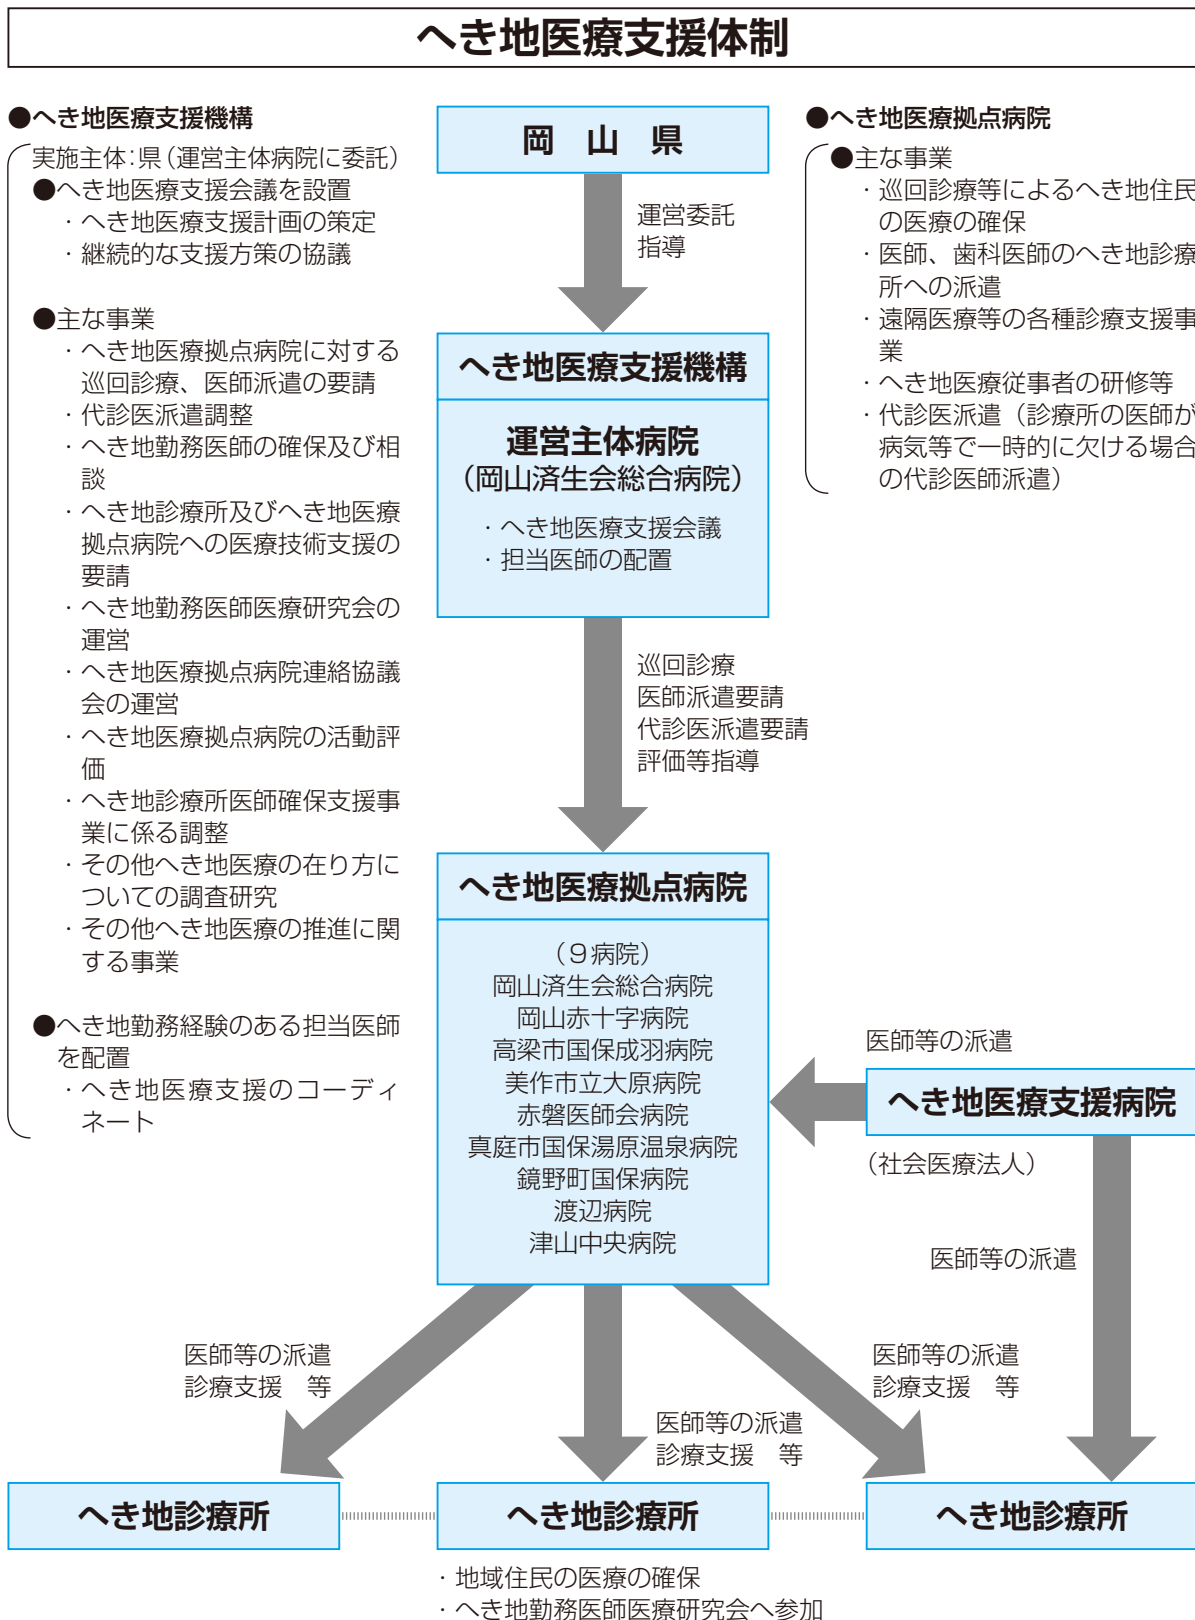 へき地医療支援体制
●へき地医療支援機構
実施主体：県（運営主体病院に委託）
●へき地医療支援会議を設置
・へき地医療支援計画の策定
・継続的な支援方策の協議
●主な事業
・へき地医療拠点病院に対する
巡回診療、医師派遣の要請
・代診医派遣調整
・へき地勤務医師の確保及び相
談
・へき地診療所及びへき地医療
拠点病院への医療技術支援の
要請
・へき地勤務医師医療研究会の
運営
・へき地医療拠点病院連絡協議
会の運営
・へき地医療拠点病院の活動評
価
・へき地診療所医師確保支援事
業に係る調整
・その他へき地医療の在り方に
ついての調査研究
・その他へき地医療の推進に関
する事業
●へき地勤務経験のある担当医師
を配置
・へき地医療支援のコーディ
ネート
岡　山　県
運営委託
指導
へき地医療支援機構
運営主体病院
（岡山済生会総合病院）
・へき地医療支援会議
・担当医師の配置
巡回診療
医師派遣要請
代診医派遣要請
評価等指導
●へき地医療拠点病院
●主な事業
・巡回診療等によるへき地住民
の医療の確保
・医師、歯科医師のへき地診療
所への派遣
・遠隔医療等の各種診療支援事
業
・へき地医療従事者の研修等
・代診医派遣（診療所の医師が
病気等で一時的に欠ける場合
の代診医師派遣）
へき地医療拠点病院
（９病院）
岡山済生会総合病院
岡山赤十字病院
高梁市国保成羽病院
美作市立大原病院
赤磐医師会病院
真庭市国保湯原温泉病院
鏡野町国保病院
渡辺病院
津山中央病院
医師等の派遣
へき地医療支援病院
（社会医療法人）
医師等の派遣
医師等の派遣
診療支援　等
医師等の派遣
診療支援　等
医師等の派遣
診療支援　等
へき地診療所
へき地診療所
へき地診療所
・地域住民の医療の確保
・へき地勤務医師医療研究会へ参加